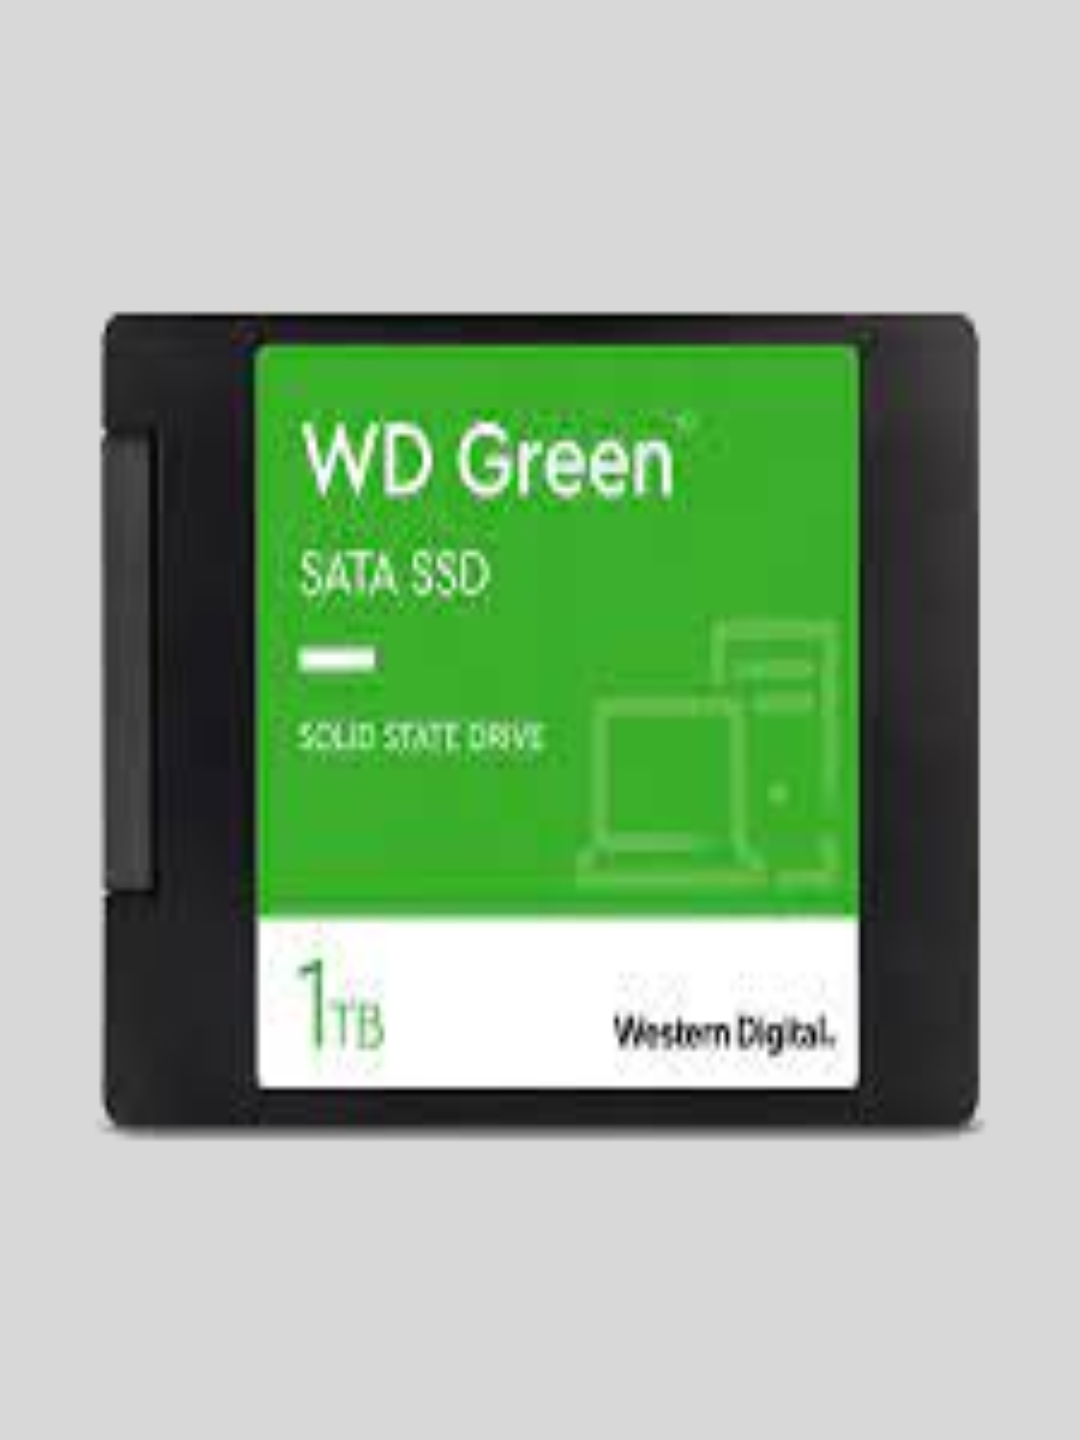 WD Green
SATA SSD
SOLID STATE DRIVE
1TB
Western Digital.